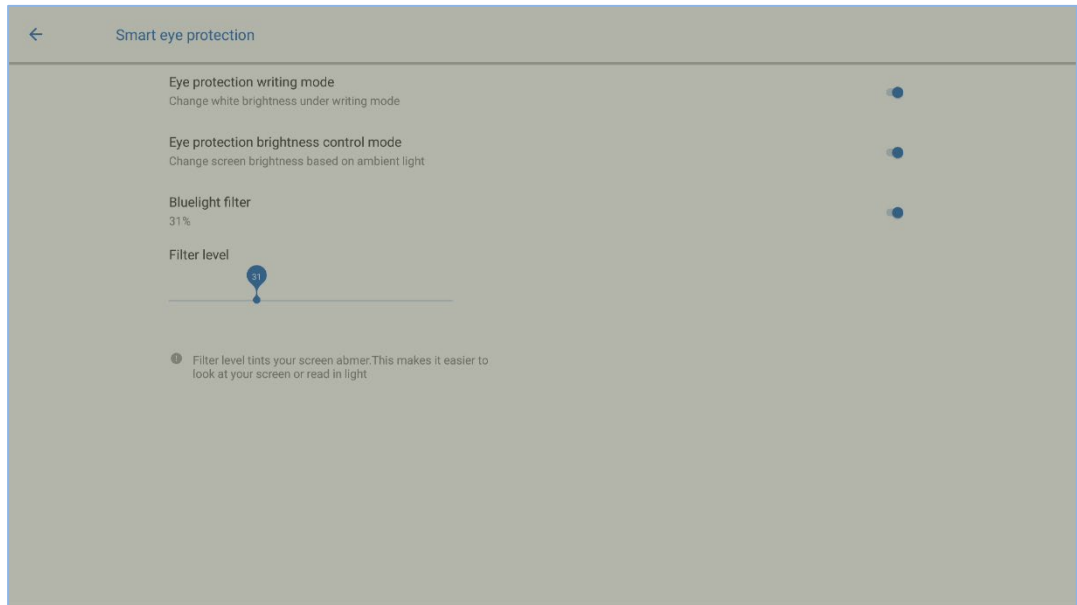 Smart eye protection
Eye protection writing mode
Change white brightness under writing mode
Eye protection brightness control mode
Change screen brightness based on ambient light
Bluelight filter
31%
Filter level
31
Filter level tints your screen abmer.This makes it easier to
look at your screen or read in light